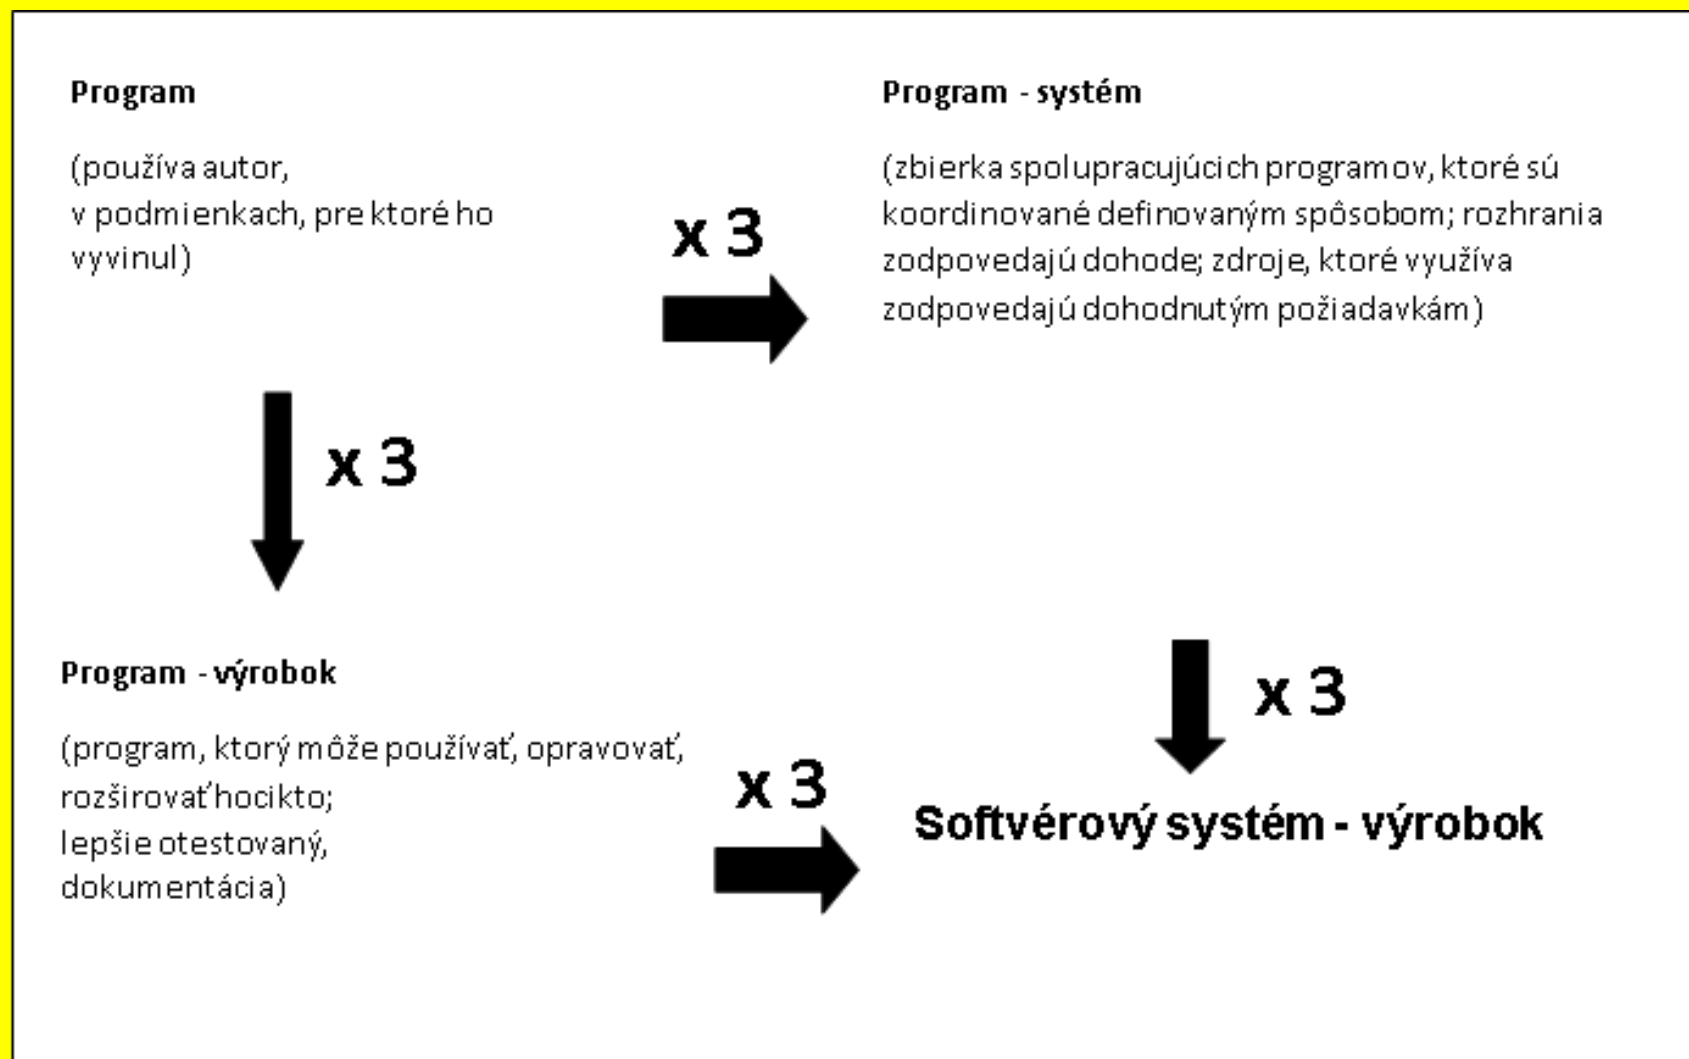 Program
(používa autor,
v podmienkach, pre ktoré ho
vyvinul)
x 3
Program - systém
(zbierka spolupracujúcich programov, ktoré sú
koordinované definovaným spôsobom; rozhrania
zodpovedajú dohode; zdroje, ktoré využíva
zodpovedajú dohodnutým požiadavkám)
x 3
Program - výrobok
(program, ktorý môže používať, opravovať,
rozširovať hocikto;
lepšie otestovaný,
dokumentácia)
x 3
x 3
Softvérový systém - výrobok